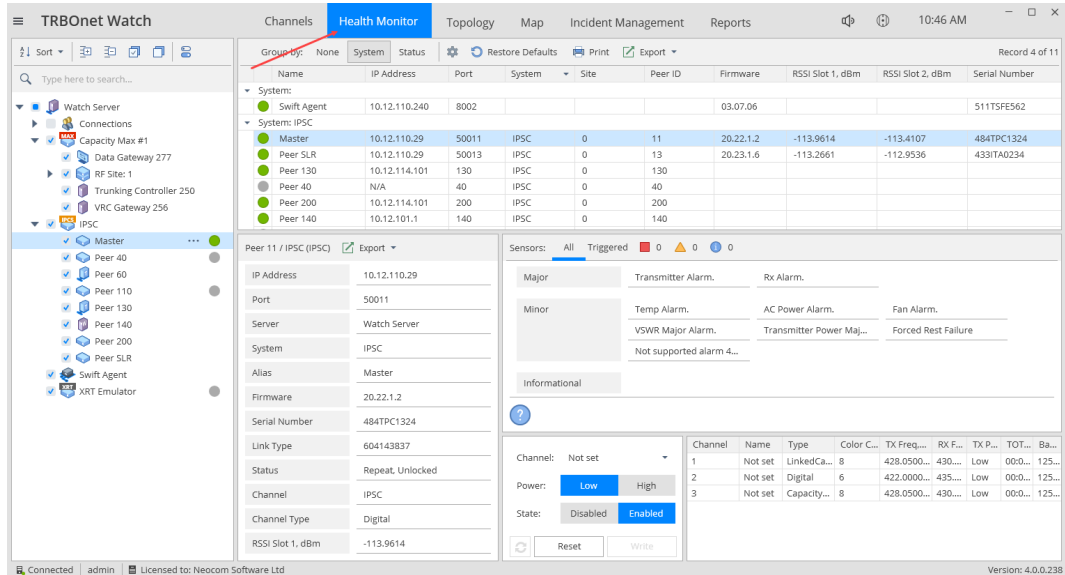 TRBOnet Watch
Channels Health Monitor Topology Map Incident Management Reports 10:46 AM
Sort
Type here to search...
Watch Server
Connections
MAX Capacity Max #1
Data Gateway 277
RF Site: 1
Trunking Controller 250
VRC Gateway 256
IPCS IPSC
Master ...
Peer 40
Peer 60
Peer 110
Peer 130
Peer 140
Peer 200
Peer SLR
Swift Agent
XRT XRT Emulator
Group by: None System Status Restore Defaults Print Export Record 4 of 11
Name IP Address Port System Site Peer ID Firmware RSSI Slot 1, dBm RSSI Slot 2, dBm Serial Number
System:
Swift Agent 10.12.110.240 8002 03.07.06 511TSFE562
System: IPSC
Master 10.12.110.29 50011 IPSC 0 11 20.22.1.2 -113.9614 -113.4107 484TPC1324
Peer SLR 10.12.110.29 50013 IPSC 0 13 20.23.1.6 -113.2661 -112.9536 433ITA0234
Peer 130 10.12.114.101 130 IPSC 0 130
Peer 40 N/A 40 IPSC 0 40
Peer 200 10.12.114.101 200 IPSC 0 200
Peer 140 10.12.101.1 140 IPSC 0 140
Peer 11 / IPSC (IPSC) Export
IP Address 10.12.110.29
Port 50011
Server Watch Server
System IPSC
Alias Master
Firmware 20.22.1.2
Serial Number 484TPC1324
Link Type 604143837
Status Repeat, Unlocked
Channel IPSC
Channel Type Digital
RSSI Slot 1, dBm -113.9614
Sensors: All Triggered 0 0 0
Major Transmitter Alarm. Rx Alarm.
Minor Temp Alarm. AC Power Alarm. Fan Alarm.
VSWR Major Alarm. Transmitter Power Maj... Forced Rest Failure
Not supported alarm 4...
Informational
?
Channel: Not set
Power: Low High
State: Disabled Enabled
Reset Write
Channel Name Type Color C... TX Freq,... RX F... TX P... TOT... Ba...
1 Not set LinkedCa... 8 428.0500... 430.... Low 00:0... 125...
2 Not set Digital 6 422.0000... 435.... Low 00:0... 125...
3 Not set Capacity... 8 428.0500... 430.... Low 00:0... 125...
Connected admin Licensed to: Neocom Software Ltd Version: 4.0.0.238